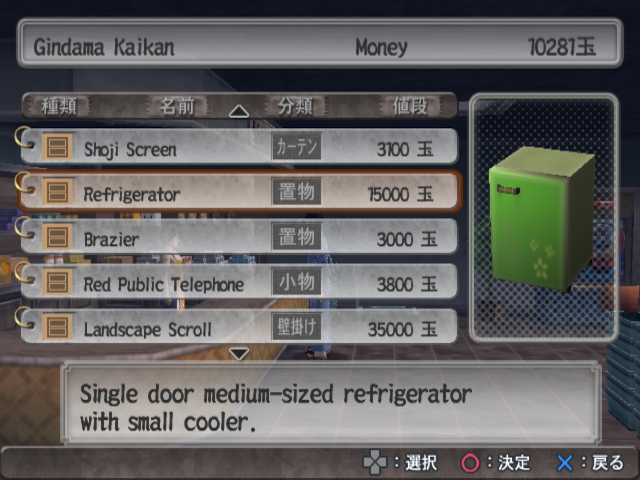 Gindama Kaikan Money 10281玉
種類 名前 分類 値段
Shoji Screen カーテン 3100 玉
Refrigerator 置物 15000 玉
Brazier 置物 3000 玉
Red Public Telephone 小物 3800 玉
Landscape Scroll 壁掛け 35000 玉
Single door medium-sized refrigerator
with small cooler.
：選択 ：決定 ：戻る